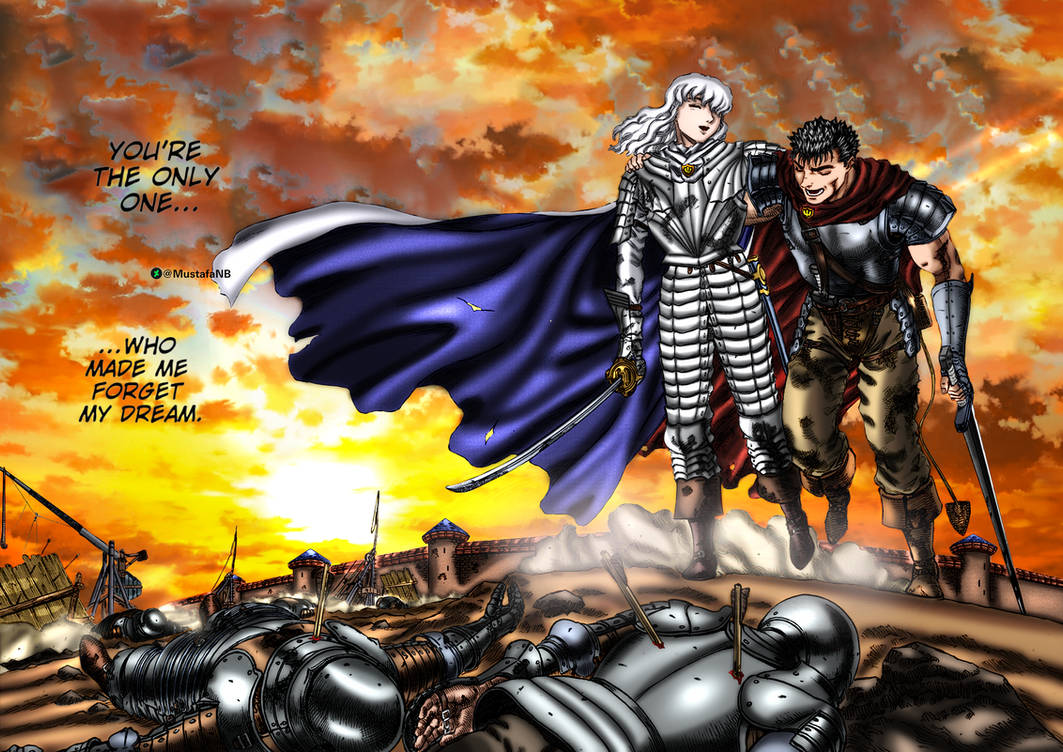 YOU'RE
THE ONLY
ONE...
@MustafaNB
...WHO
MADE ME
FORGET
MY DREAM.